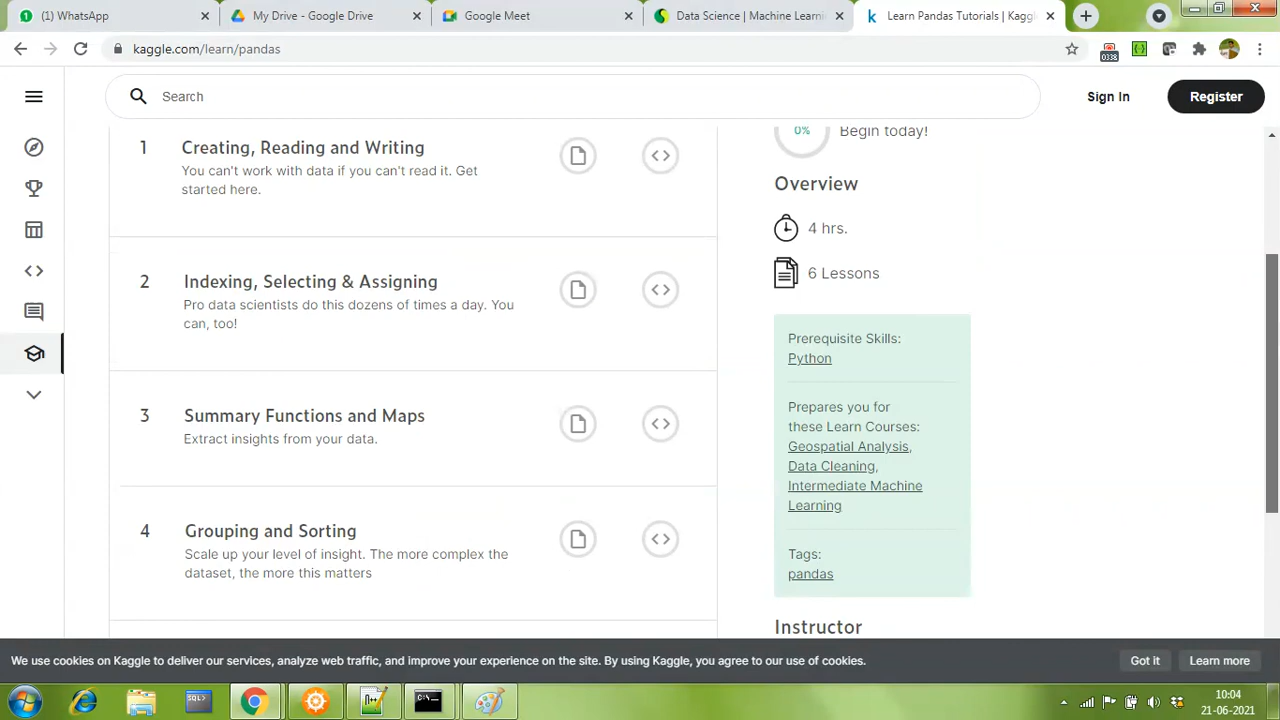 (1) WhatsApp
My Drive - Google Drive
Google Meet
Data Science | Machine Learni
Learn Pandas Tutorials | Kaggl
kaggle.com/learn/pandas
0338
Search
Sign In
Register
1 Creating, Reading and Writing
You can't work with data if you can't read it. Get
started here.
2 Indexing, Selecting & Assigning
Pro data scientists do this dozens of times a day. You
can, too!
3 Summary Functions and Maps
Extract insights from your data.
4 Grouping and Sorting
Scale up your level of insight. The more complex the
dataset, the more this matters
0% Begin today!
Overview
4 hrs.
6 Lessons
Prerequisite Skills:
Python
Prepares you for
these Learn Courses:
Geospatial Analysis,
Data Cleaning,
Intermediate Machine
Learning
Tags:
pandas
Instructor
We use cookies on Kaggle to deliver our services, analyze web traffic, and improve your experience on the site. By using Kaggle, you agree to our use of cookies.
Got it
Learn more
10:04
21-06-2021